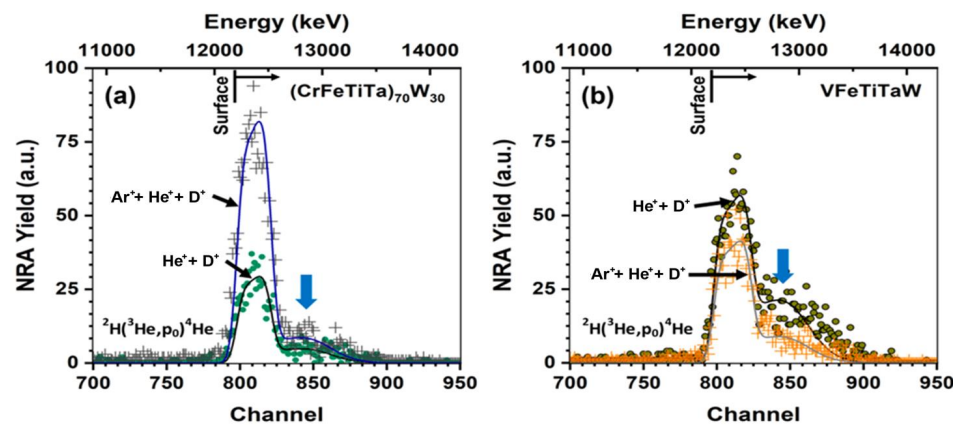 Energy (keV)
11000 12000 13000 14000
100
75
50
25
0
NRA Yield (a.u.)
(a)
Surface
(CrFeTiTa)₇₀W₃₀
Ar⁺+ He⁺+ D⁺
He⁺+ D⁺
²H(³He,p₀)⁴He
700 750 800 850 900 950
Channel
Energy (keV)
11000 12000 13000 14000
100
75
50
25
0
NRA Yield (a.u.)
(b)
Surface
VFeTiTaW
He⁺+ D⁺
Ar⁺+ He⁺+ D⁺
²H(³He,p₀)⁴He
700 750 800 850 900 950
Channel